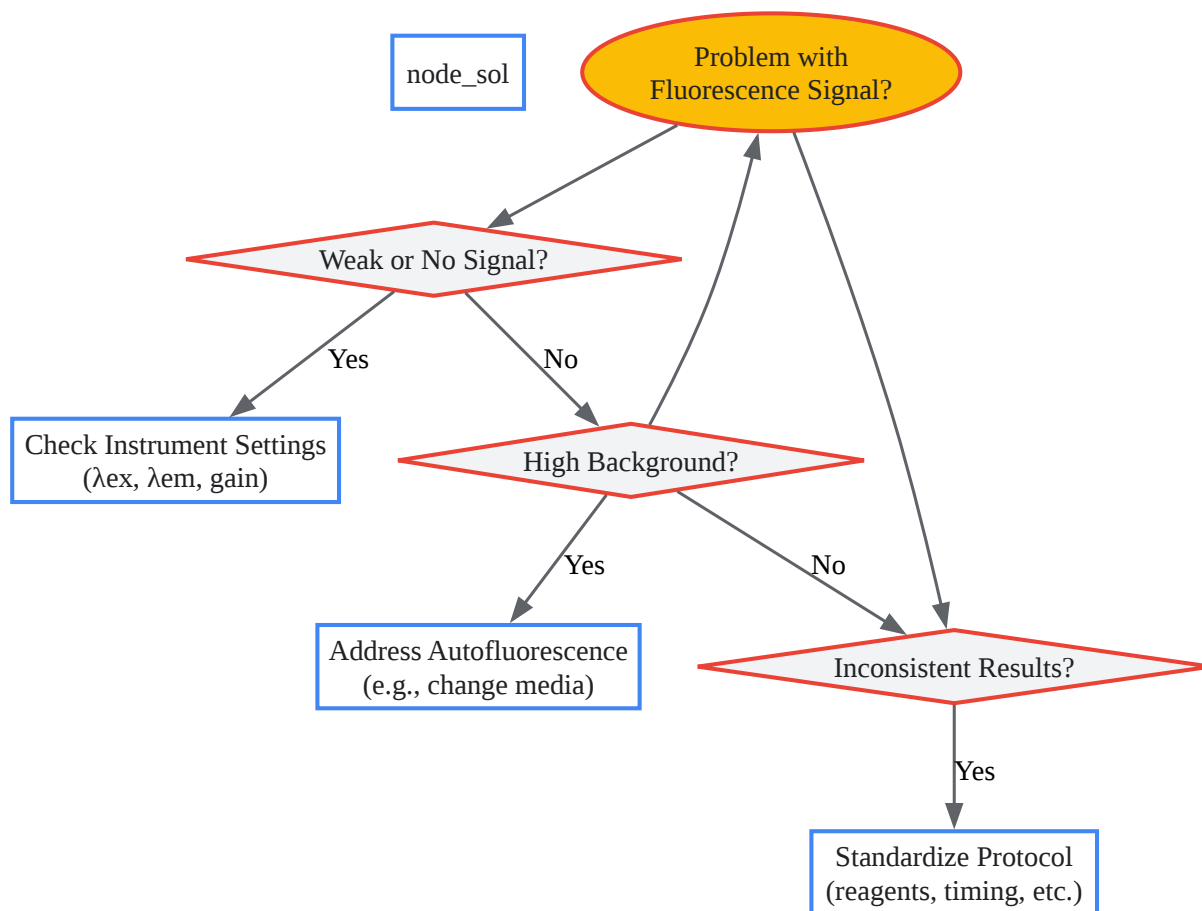 node_sol
Problem with
Fluorescence Signal?
Weak or No Signal?
Yes
No
Check Instrument Settings
(λex, λem, gain)
High Background?
Yes
No
Address Autofluorescence
(e.g., change media)
Inconsistent Results?
Yes
Standardize Protocol
(reagents, timing, etc.)